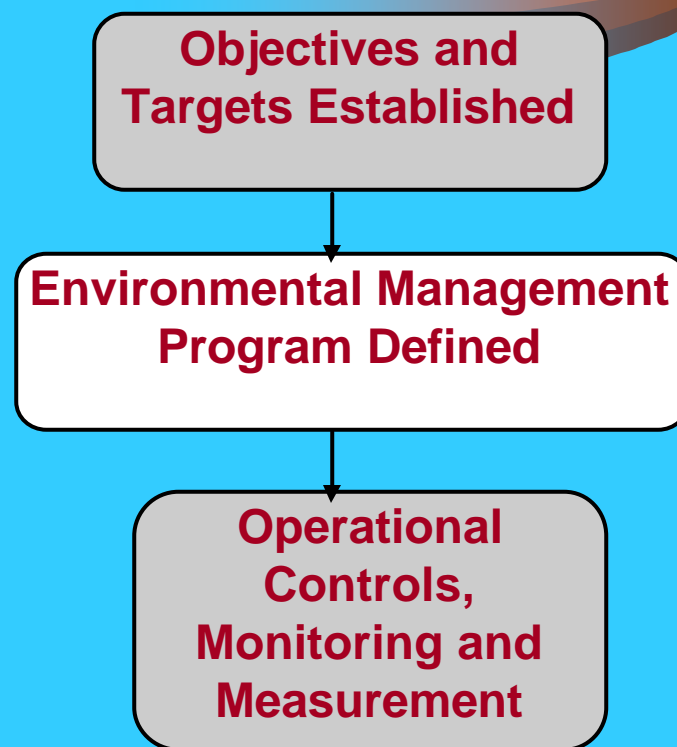 Objectives and
Targets Established
Environmental Management
Program Defined
Operational
Controls,
Monitoring and
Measurement